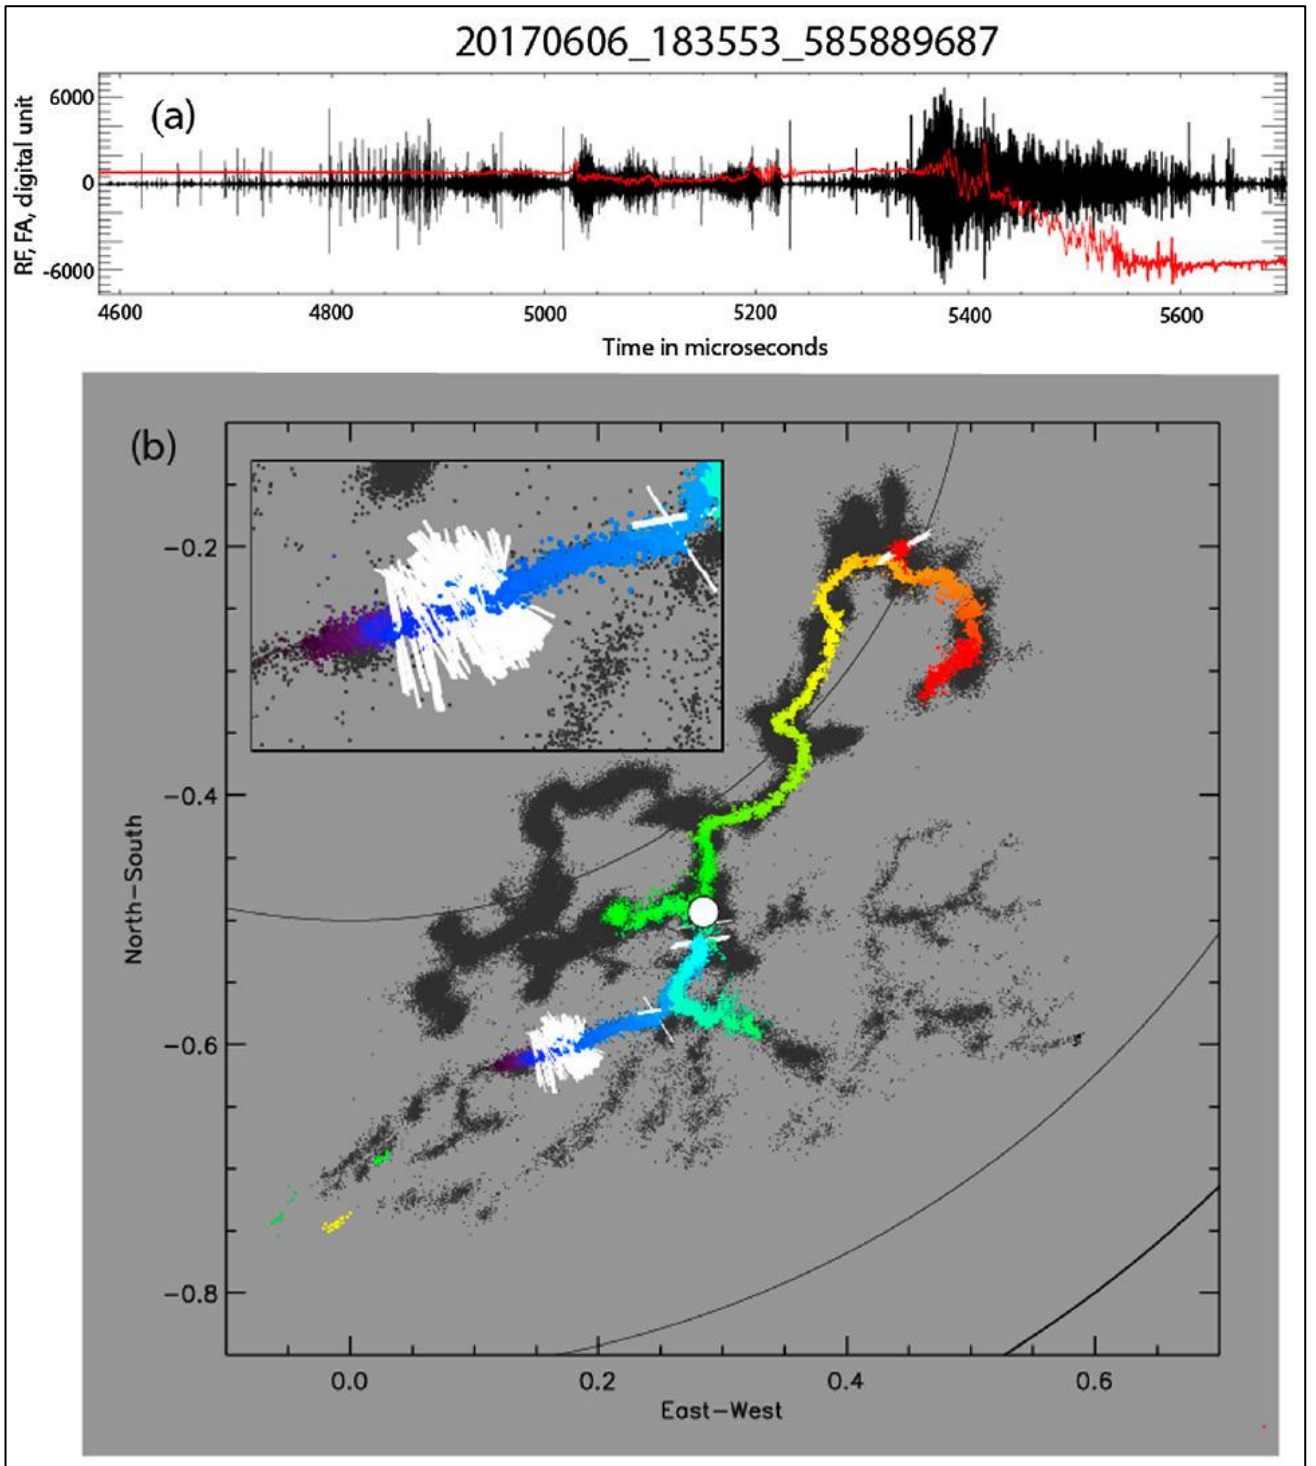 20170606_183553_585889687
(a)
RF, FA, digital unit
6000
0
-6000
4600 4800 5000 5200 5400 5600
Time in microseconds
(b)
North-South
-0.2
-0.4
-0.6
-0.8
0.0 0.2 0.4 0.6
East-West